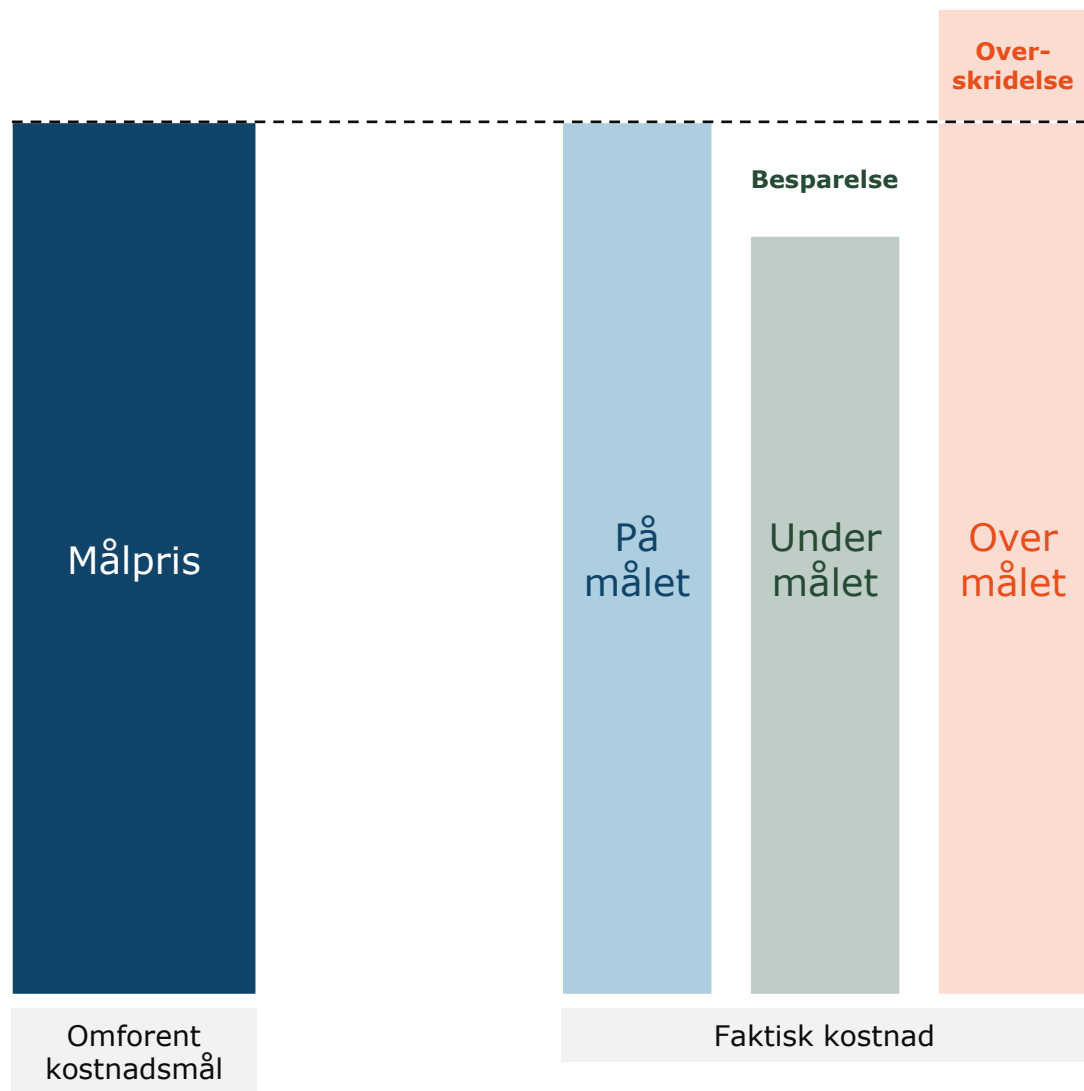 Over-
skridelse
Besparelse
Målpris
På
målet
Under
målet
Over
målet
Omforent
kostnadsmål
Faktisk kostnad